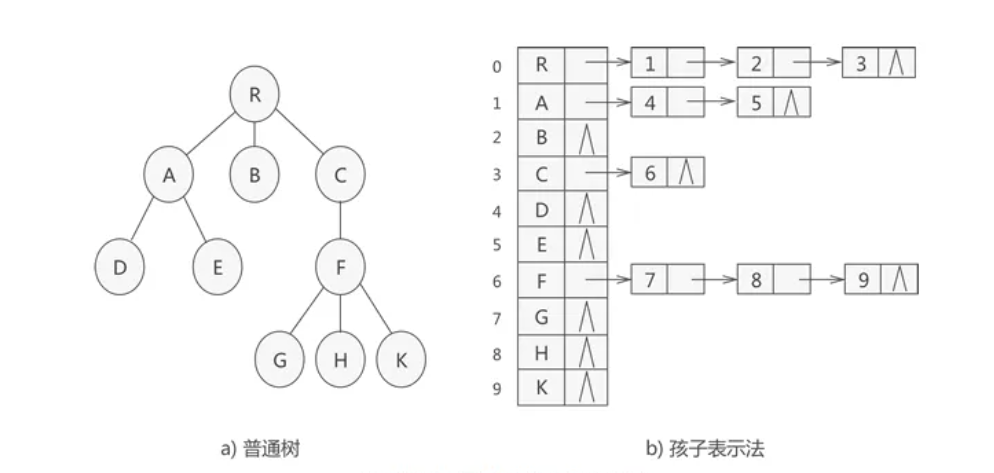 R
A B C
D E F
G H K
a) 普通树
0 R 1 2 3 ∧
1 A 4 5 ∧
2 B ∧
3 C 6 ∧
4 D ∧
5 E ∧
6 F 7 8 9 ∧
7 G ∧
8 H ∧
9 K ∧
b) 孩子表示法